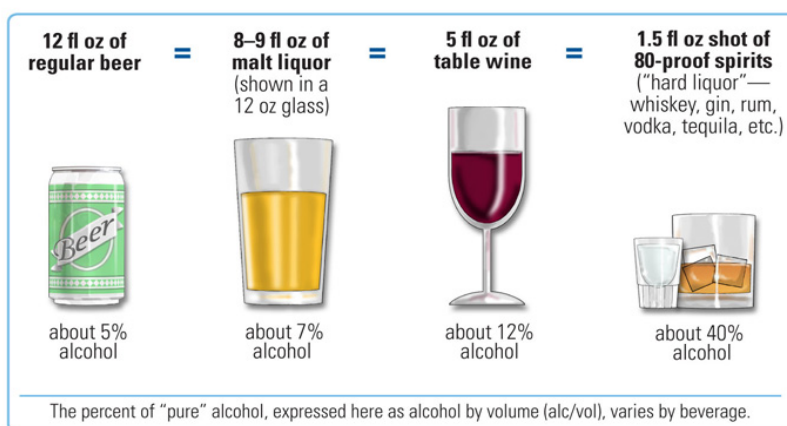 12 fl oz of
regular beer
=
8–9 fl oz of
malt liquor
(shown in a
12 oz glass)
=
5 fl oz of
table wine
=
1.5 fl oz shot of
80-proof spirits
(“hard liquor”—
whiskey, gin, rum,
vodka, tequila, etc.)
Beer
about 5%
alcohol
about 7%
alcohol
about 12%
alcohol
about 40%
alcohol
The percent of “pure” alcohol, expressed here as alcohol by volume (alc/vol), varies by beverage.